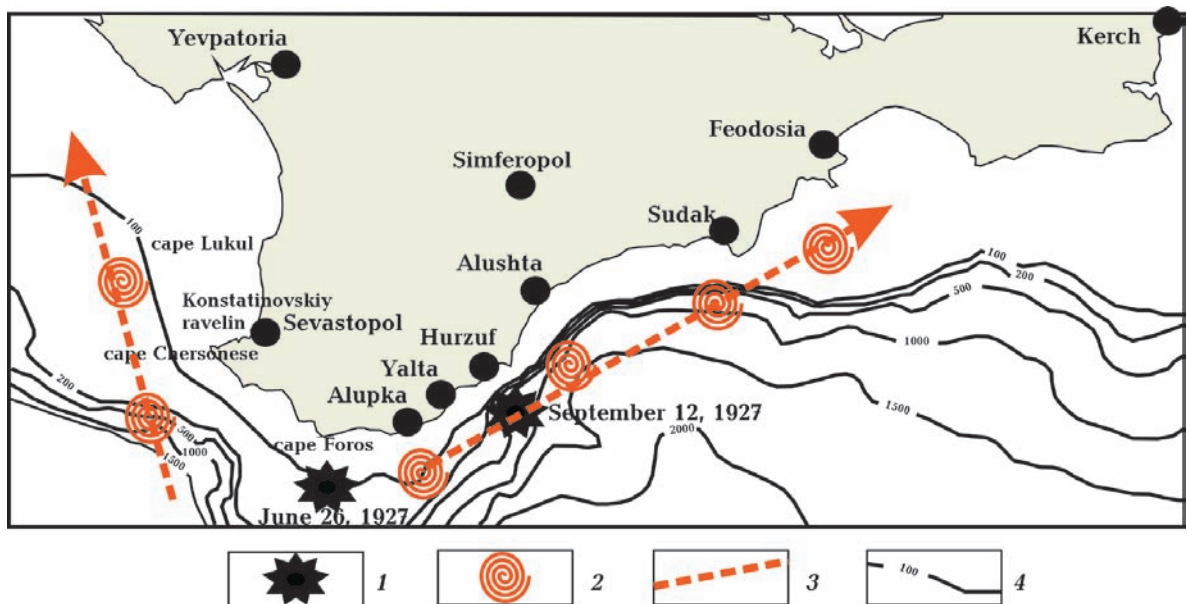 Yevpatoria
Kerch
Feodosia
Simferopol
Sudak
100
cape Lukul
Alushta
100
200
500
Konstatinovskiy
ravelin
Sevastopol
Hurzuf
1000
cape Chersonese
Yalta
200
Alupka
September 12, 1927
1500
500
cape Foros
2000
1000
1500
June 26, 1927
1
2
3
100
4